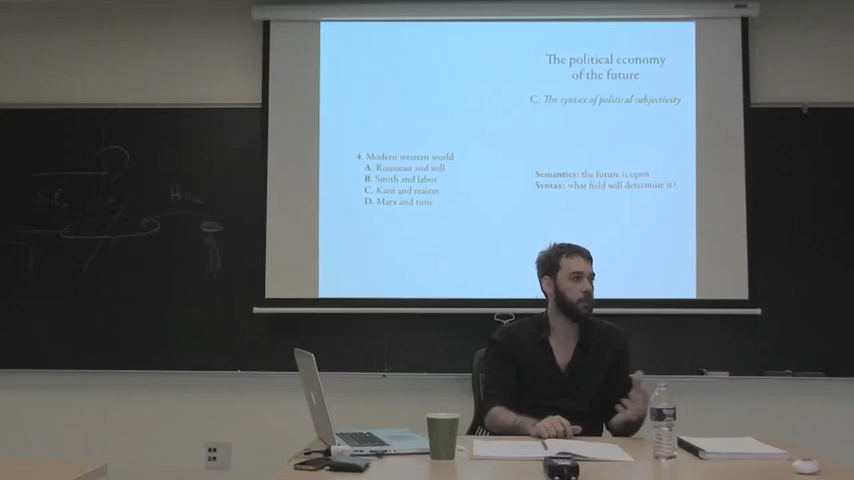 The political economy
of the future
C. The syntax of political subjectivity
4. Modern western world
A. Rousseau and will
B. Smith and labor
C. Kant and reason
D. Marx and time
Semantics: the future is open
Syntax: what field will determine it?